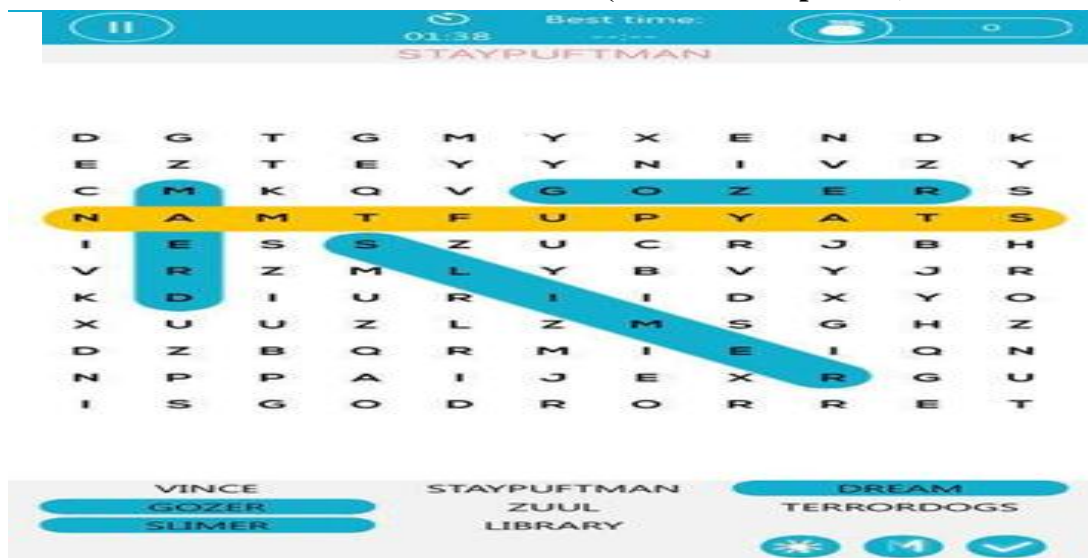 Best time:
01:38 --:-- 0
STAYPUFTMAN
D G T G M Y X E N D K
E Z T E Y Y N I V Z Y
C M K Q V G O Z E R S
N A M T F U P Y A T S
I E S S Z U C R J B H
V R Z M L Y B V Y J R
K D I U R I I D X Y O
X U U Z L Z M S G H Z
D Z B Q R M I E I Q N
N P P A I J E X R G U
I S G O D R O R R E T
VINCE STAYPUFTMAN DREAM
GOZER ZUUL TERRORDOGS
SLIMER LIBRARY
M